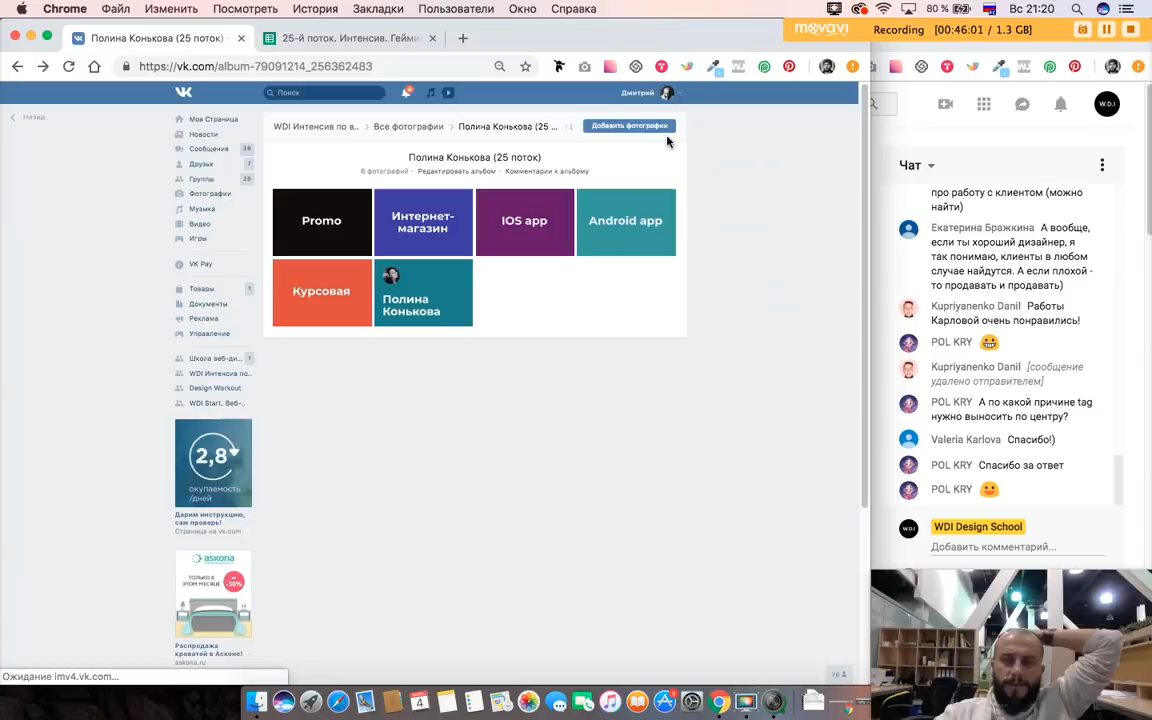 Chrome Файл Изменить Посмотреть История Закладки Пользователи Окно Справка
80 % Вс 21:20
movavi Recording [00:46:01 / 1.3 GB]
Полина Конькова (25 поток) -
25-й поток. Интенсив. Гейми
https://vk.com/album-79091214_256362483
Поиск
Дмитрий
Назад
Моя Страница
Новости
Сообщения 38
Друзья 7
Группы 26
Фотографии
Музыка
Видео
Игры
VK Pay
Товары 1
Документы
Реклама
Управление
Школа веб-ди... 1
WDI Интенсив по..
Design Workout
WDI Start. Веб-..
WDI Интенсив по в.. Все фотографии Полина Конькова (25 ... Добавить фотографии
Полина Конькова (25 поток)
6 фотографий · Редактировать альбом · Комментарии к альбому
Promo
Интернет-
магазин
IOS app
Android app
Курсовая
Полина
Конькова
2,8
окупаемость
/дней
Дарим инструкцию,
сам проверь!
Страница на vk.com
askona
ТОЛЬКО В
ЭТОМ МЕСЯЦЕ
Распродажа
кроватей в Асконе!
askona.ru
Ожидание imv4.vk.com...
W.D.I
Чат
про работу с клиентом (можно
найти)
Екатерина Бражкина А вообще,
если ты хороший дизайнер, я
так понимаю, клиенты в любом
случае найдутся. А если плохой -
то продавать и продавать)
Kupriyanenko Danil Работы
Карловой очень понравились!
POL KRY
Kupriyanenko Danil [сообщение
удалено отправителем]
POL KRY А по какой причине tag
нужно выносить по центру?
Valeria Karlova Спасибо!)
POL KRY Спасибо за ответ
POL KRY
W.D.I WDI Design School
Добавить комментарий...